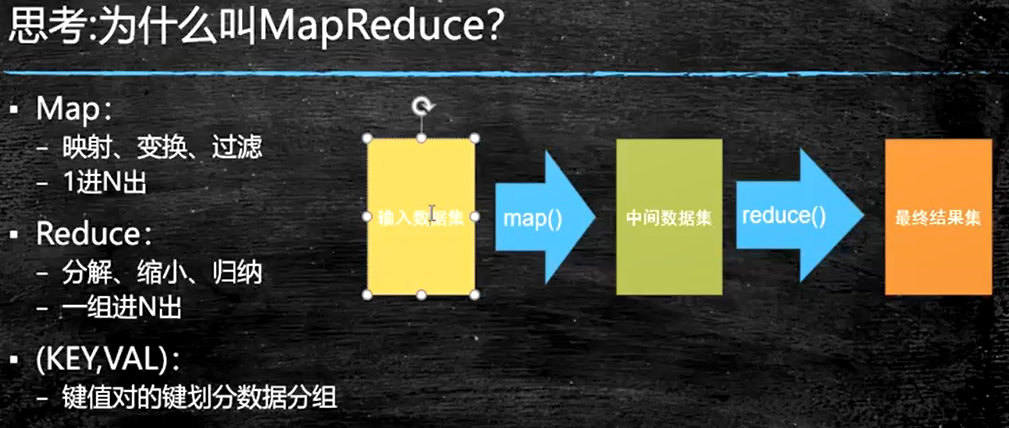 思考:为什么叫MapReduce?
▪ Map:
– 映射、变换、过滤
– 1进N出
▪ Reduce:
– 分解、缩小、归纳
– 一组进N出
▪ (KEY,VAL):
– 键值对的键划分数据分组
输入数据集
map()
中间数据集
reduce()
最终结果集